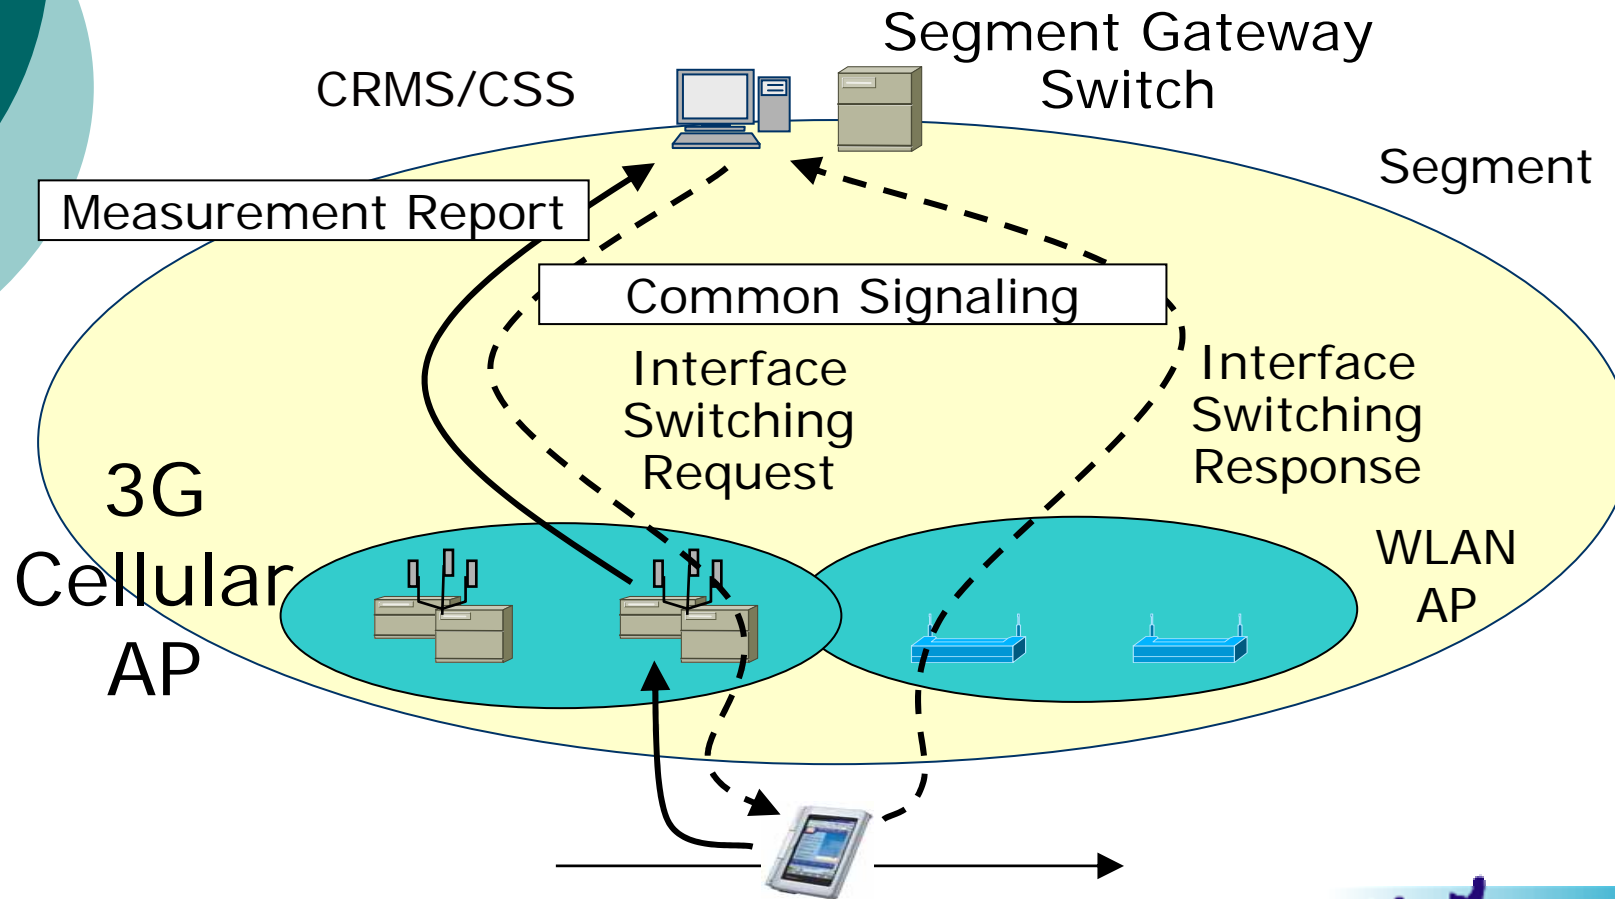 Segment Gateway
Switch
CRMS/CSS
Segment
Measurement Report
Common Signaling
Interface
Switching
Request
Interface
Switching
Response
3G
Cellular
AP
WLAN
AP